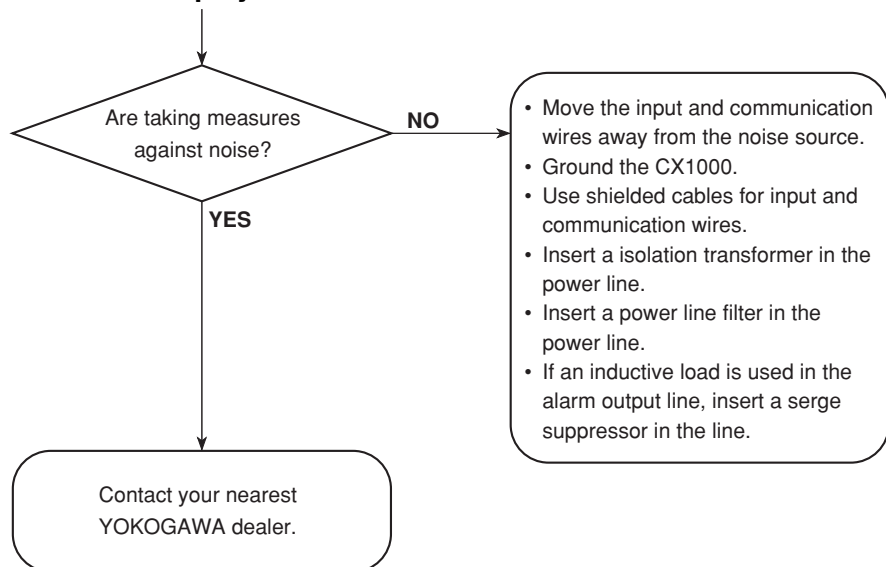 Are taking measures
against noise?
NO
YES
• Move the input and communication
wires away from the noise source.
• Ground the CX1000.
• Use shielded cables for input and
communication wires.
• Insert a isolation transformer in the
power line.
• Insert a power line filter in the
power line.
• If an inductive load is used in the
alarm output line, insert a serge
suppressor in the line.
Contact your nearest
YOKOGAWA dealer.